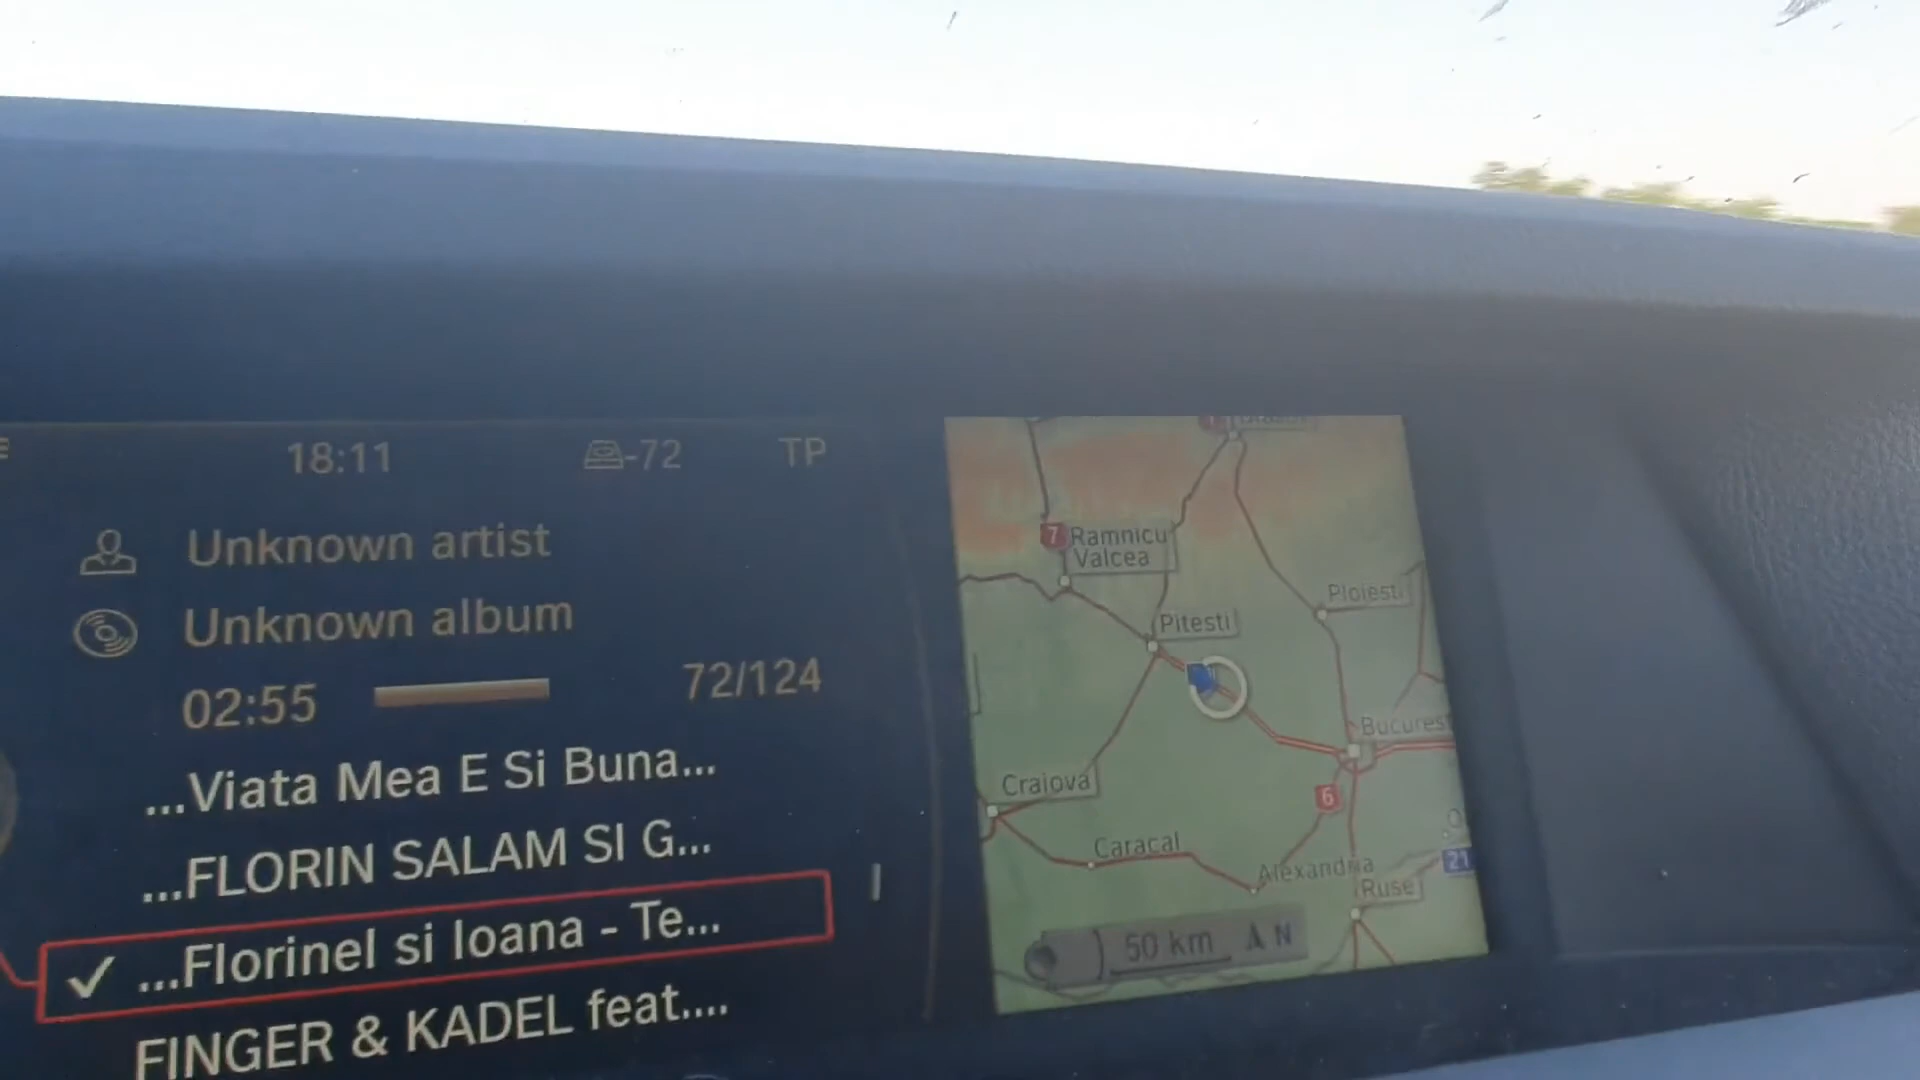 18:11
-72
TP
Unknown artist
Unknown album
02:55
72/124
...Viata Mea E Si Buna...
...FLORIN SALAM SI G...
...Florinel si Ioana - Te...
FINGER & KADEL feat....
7
Ramnicu
Valcea
Ploiesti
Pitesti
Bucurest
Craiova
6
Caracal
Alexandria
21
Ruse
50 km
N